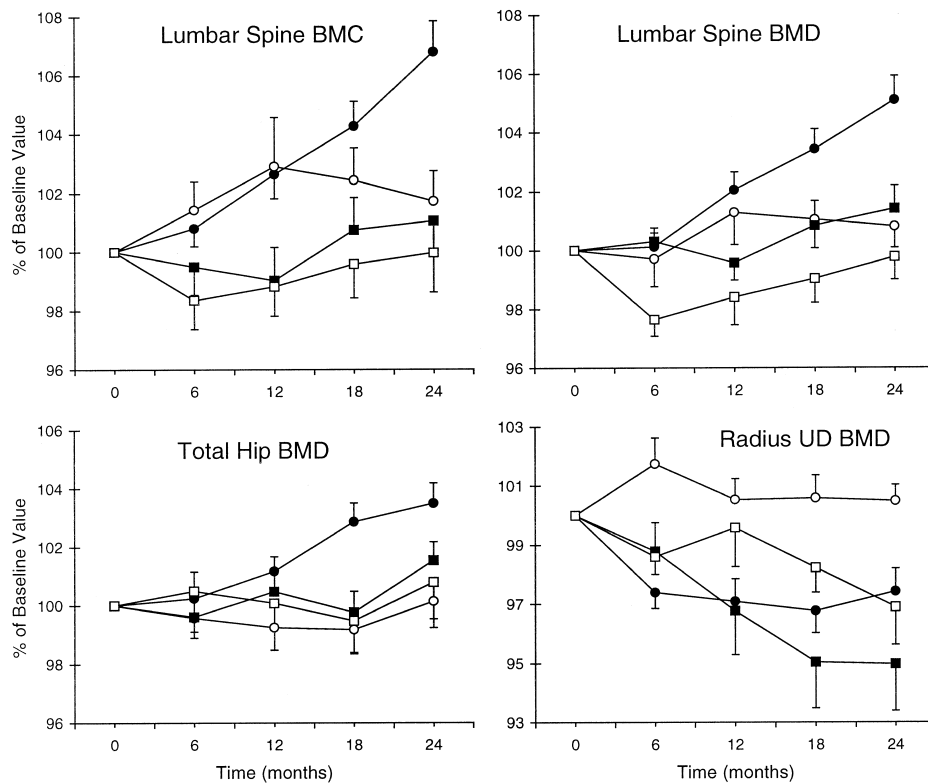 Lumbar Spine BMC
% of Baseline Value
108
106
104
102
100
98
96
0 6 12 18 24
Lumbar Spine BMD
108
106
104
102
100
98
96
0 6 12 18 24
Total Hip BMD
% of Baseline Value
106
104
102
100
98
96
0 6 12 18 24
Time (months)
Radius UD BMD
103
101
99
97
95
93
0 6 12 18 24
Time (months)